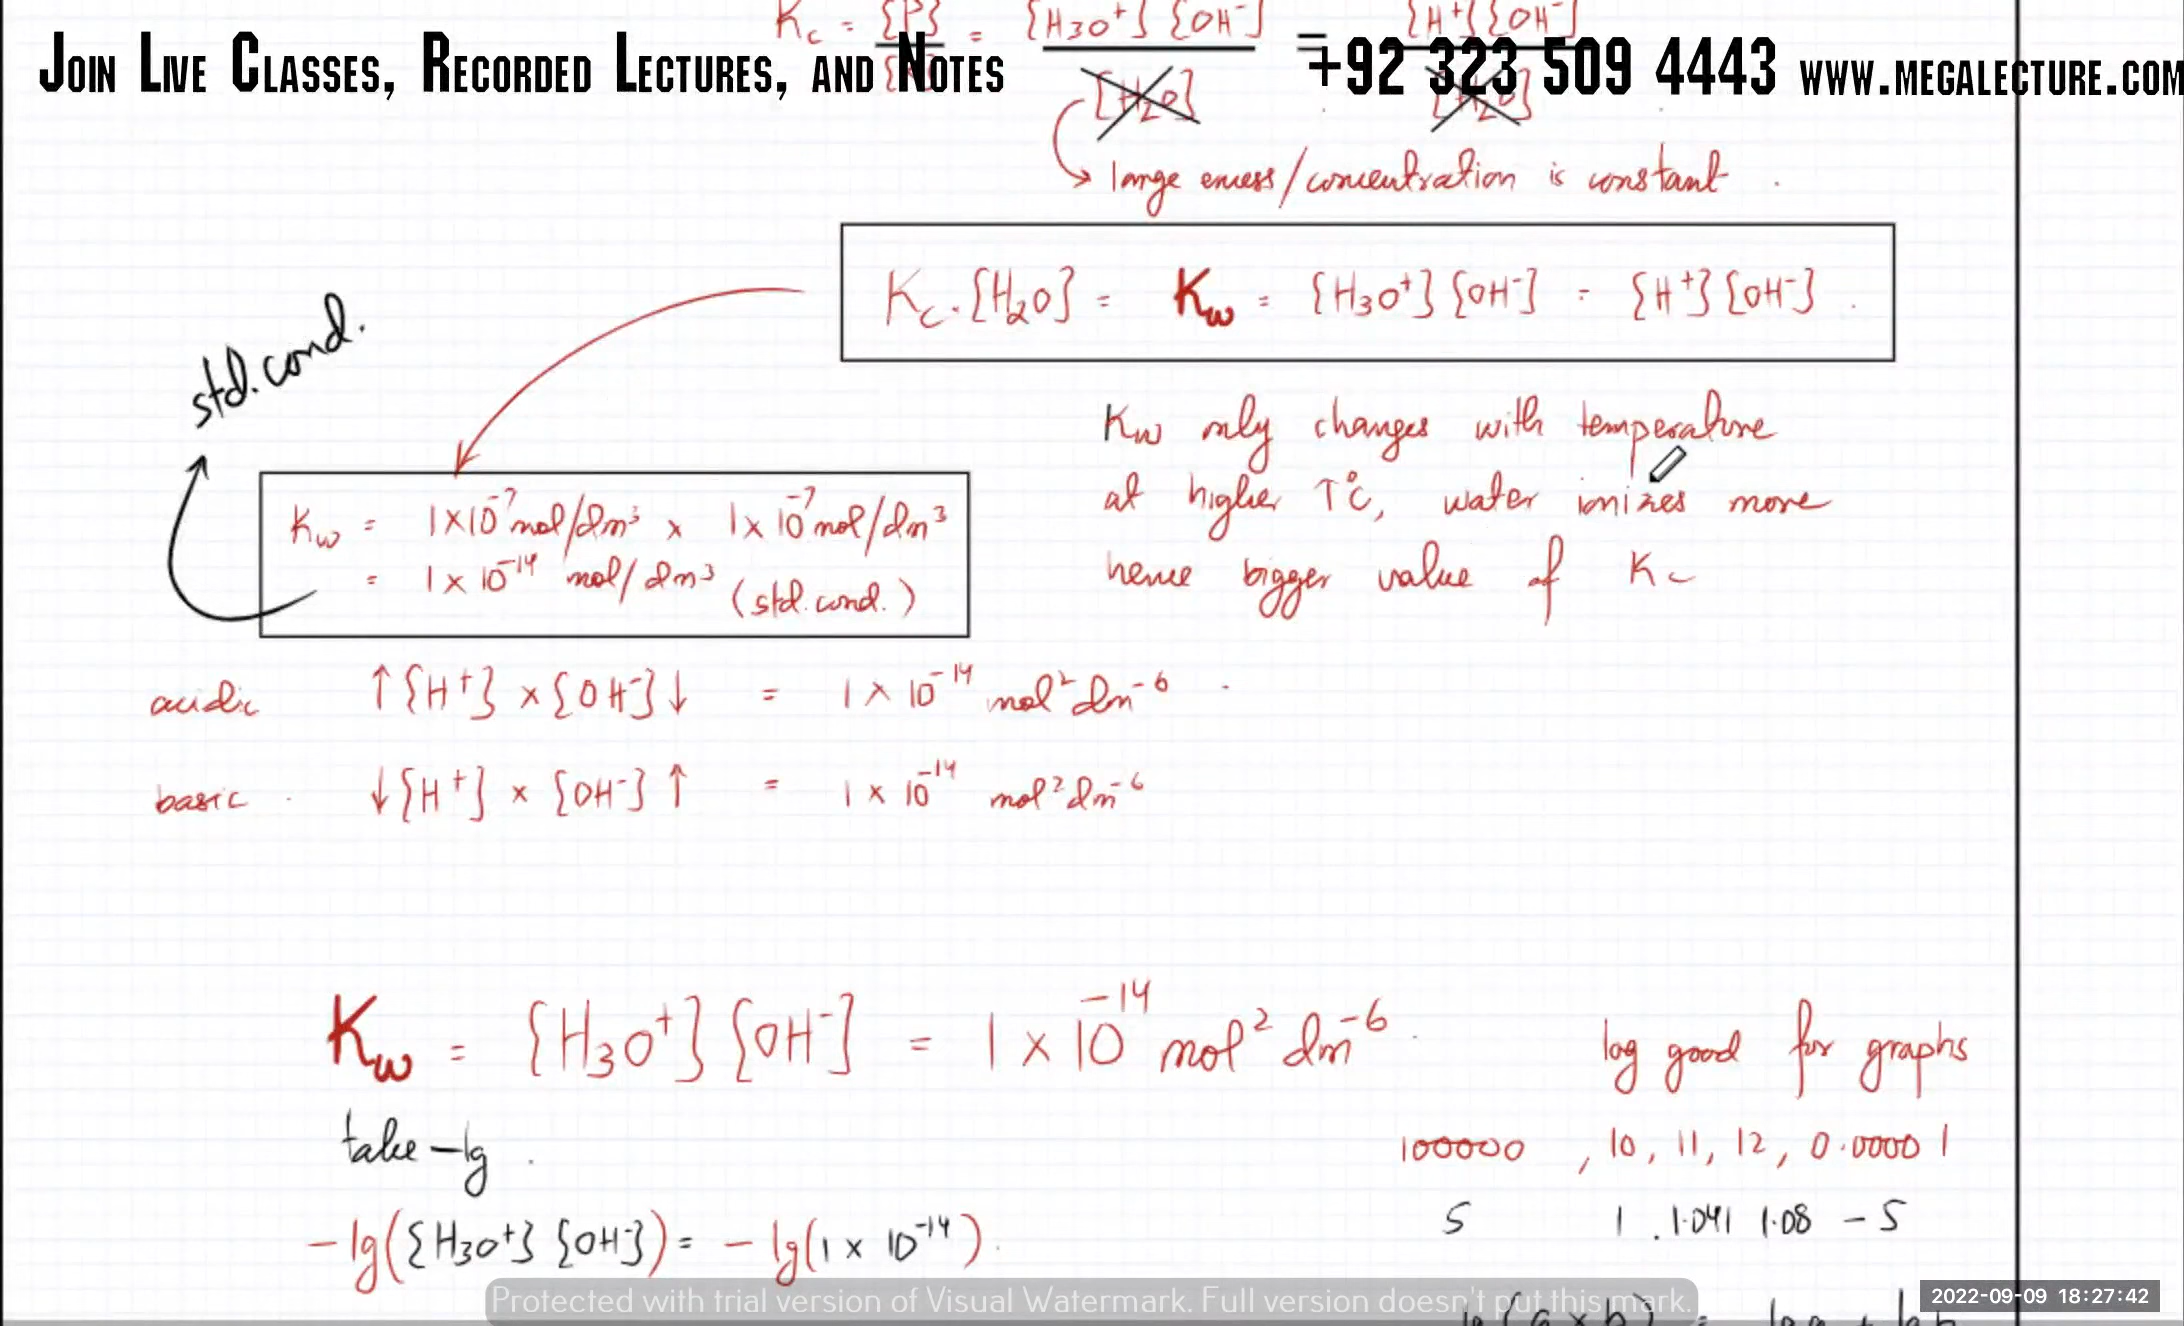 Kc = {P} = {H3O+} {OH-} = {H+} {OH-}
JOIN LIVE CLASSES, RECORDED LECTURES, AND NOTES +92 323 509 4443 WWW.MEGALECTURE.COM
[H2O] [H2O]
large excess/concentration is constant.
Kc.[H2O] = Kw = {H3O+} {OH-} = {H+} [OH-].
std.cond.
Kw only changes with temperature
at higher T°C, water ionizes more
hence bigger value of Kc
Kw = 1×10-7 mol/dm3 × 1×10-7 mol/dm3
= 1×10-14 mol/dm3 (std.cond.)
acidic ↑{H+} × {OH-}↓ = 1 × 10-14 mol2 dm-6.
basic. ↓{H+} × {OH-}↑ = 1 × 10-14 mol2 dm-6
Kw = {H3O+} {OH-} = 1 × 10-14 mol2 dm-6.
log good for graphs
take -lg.
100000, 10, 11, 12, 0.00001
5 1 . 1.041 1.08 -5
-lg({H3O+} {OH-}) = -lg(1 × 10-14).
Protected with trial version of Visual Watermark. Full version doesn't put this mark.
2022-09-09 18:27:42
lg(a×b) =